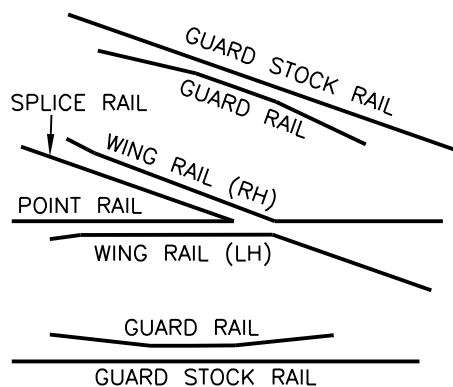 GUARD STOCK RAIL
GUARD RAIL
SPLICE RAIL
WING RAIL (RH)
POINT RAIL
WING RAIL (LH)
GUARD RAIL
GUARD STOCK RAIL